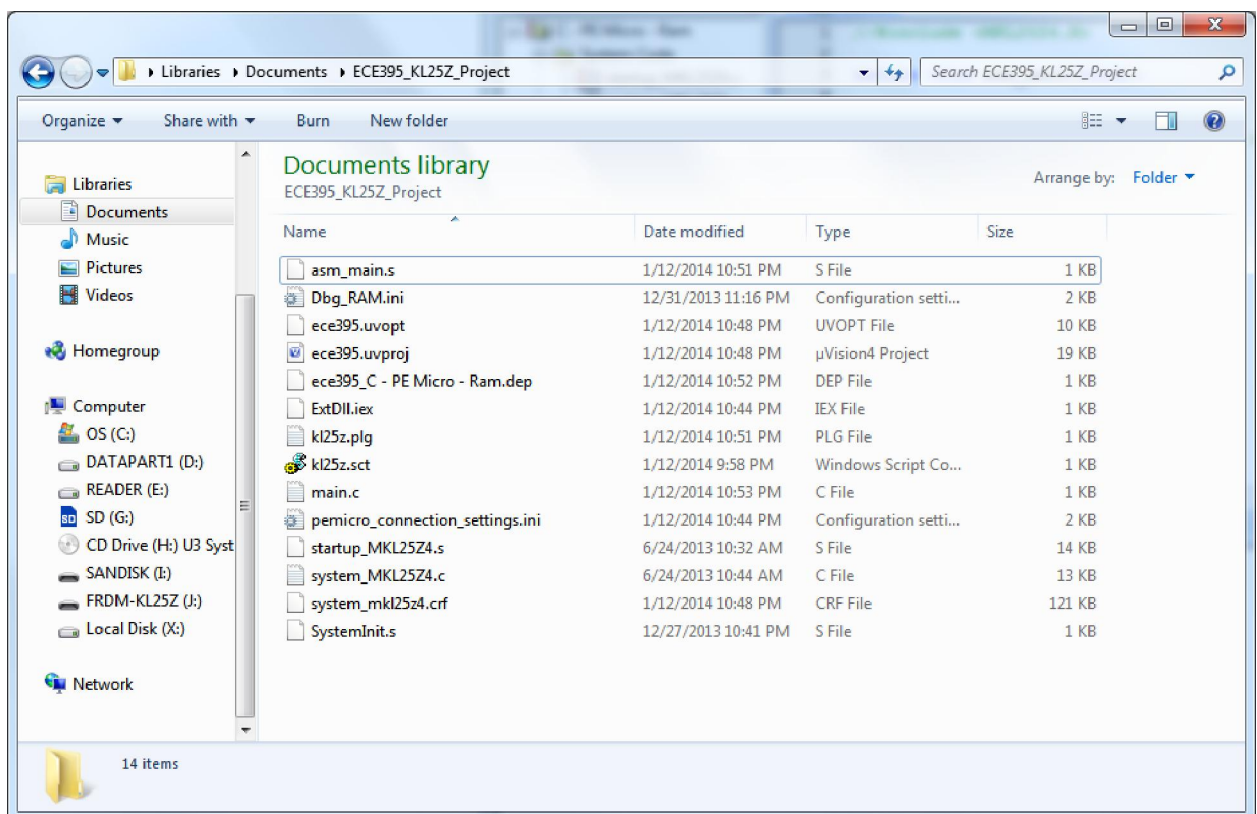 Libraries Documents ECE395_KL25Z_Project Search ECE395_KL25Z_Project
Organize Share with Burn New folder
Libraries
Documents
Music
Pictures
Videos
Homegroup
Computer
OS (C:)
DATAPART1 (D:)
READER (E:)
SD (G:)
CD Drive (H:) U3 Syst
SANDISK (I:)
FRDM-KL25Z (J:)
Local Disk (X:)
Network
Documents library
ECE395_KL25Z_Project
Arrange by: Folder
Name Date modified Type Size
asm_main.s 1/12/2014 10:51 PM S File 1 KB
Dbg_RAM.ini 12/31/2013 11:16 PM Configuration setti... 2 KB
ece395.uvopt 1/12/2014 10:48 PM UVOPT File 10 KB
ece395.uvproj 1/12/2014 10:48 PM µVision4 Project 19 KB
ece395_C - PE Micro - Ram.dep 1/12/2014 10:52 PM DEP File 1 KB
ExtDll.iex 1/12/2014 10:44 PM IEX File 1 KB
kl25z.plg 1/12/2014 10:51 PM PLG File 1 KB
kl25z.sct 1/12/2014 9:58 PM Windows Script Co... 1 KB
main.c 1/12/2014 10:53 PM C File 1 KB
pemicro_connection_settings.ini 1/12/2014 10:44 PM Configuration setti... 2 KB
startup_MKL25Z4.s 6/24/2013 10:32 AM S File 14 KB
system_MKL25Z4.c 6/24/2013 10:44 AM C File 13 KB
system_mkl25z4.crf 1/12/2014 10:48 PM CRF File 121 KB
SystemInit.s 12/27/2013 10:41 PM S File 1 KB
14 items